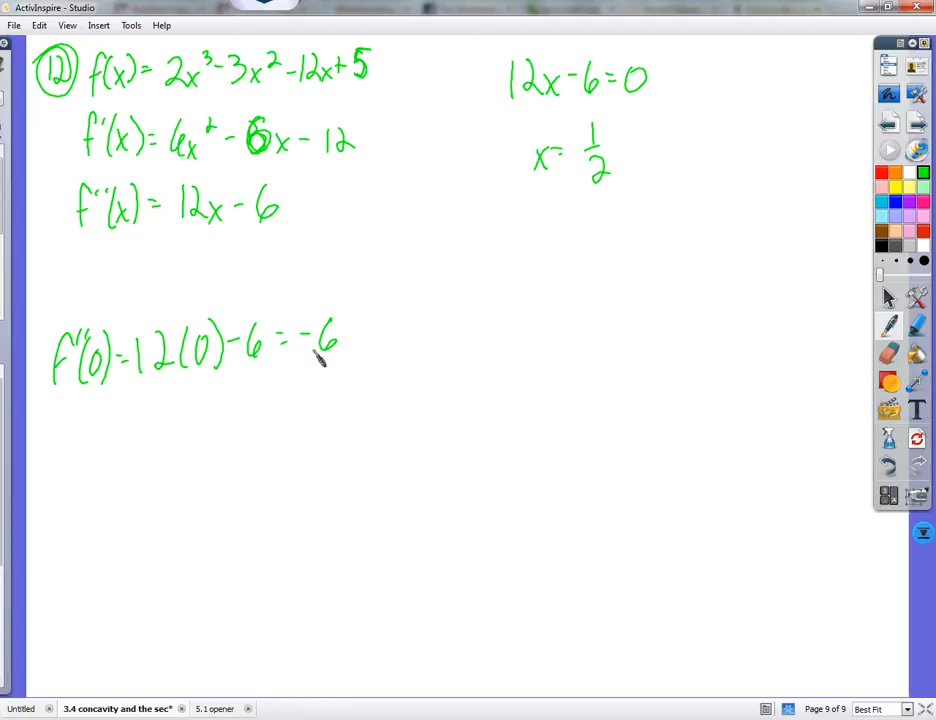 ActivInspire - Studio
File Edit View Insert Tools Help
12 f(x) = 2x³ - 3x² - 12x + 5
f'(x) = 6x² - 6x - 12
f''(x) = 12x - 6
12x - 6 = 0
x = 1/2
f''(0) = 12(0) - 6 = -6
Untitled 3.4 concavity and the sec* 5.1 opener Page 9 of 9 Best Fit